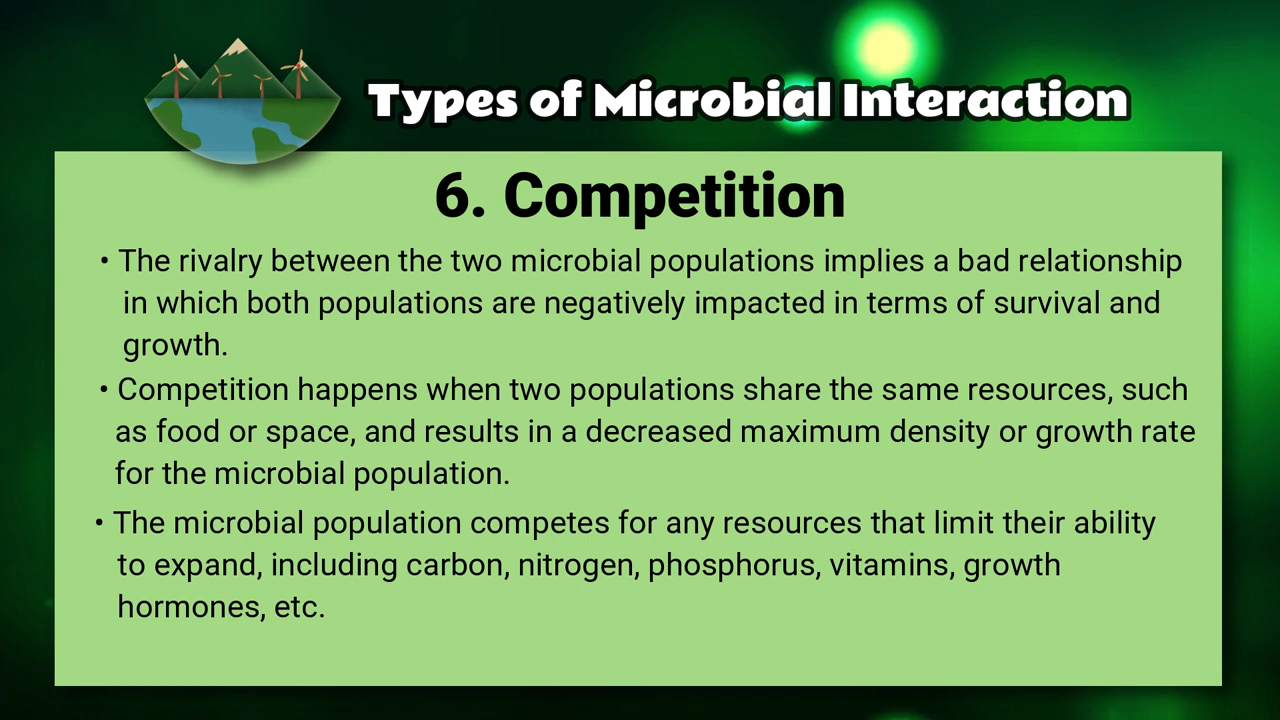 Types of Microbial Interaction
6. Competition
• The rivalry between the two microbial populations implies a bad relationship
in which both populations are negatively impacted in terms of survival and
growth.
• Competition happens when two populations share the same resources, such
as food or space, and results in a decreased maximum density or growth rate
for the microbial population.
• The microbial population competes for any resources that limit their ability
to expand, including carbon, nitrogen, phosphorus, vitamins, growth
hormones, etc.